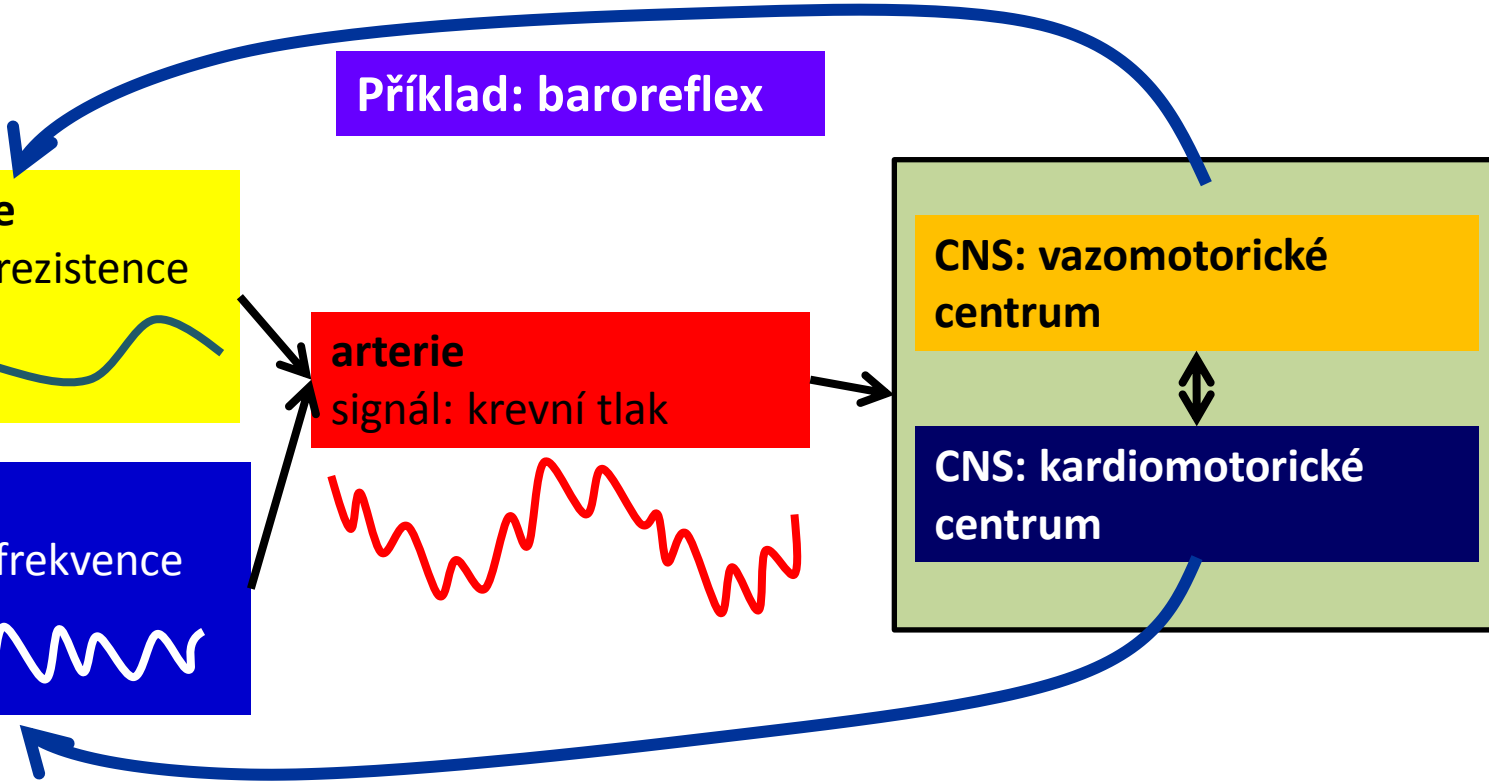 Příklad: baroreflex
e
rezistence
frekvence
arterie
signál: krevní tlak
CNS: vazomotorické
centrum
CNS: kardiomotorické
centrum